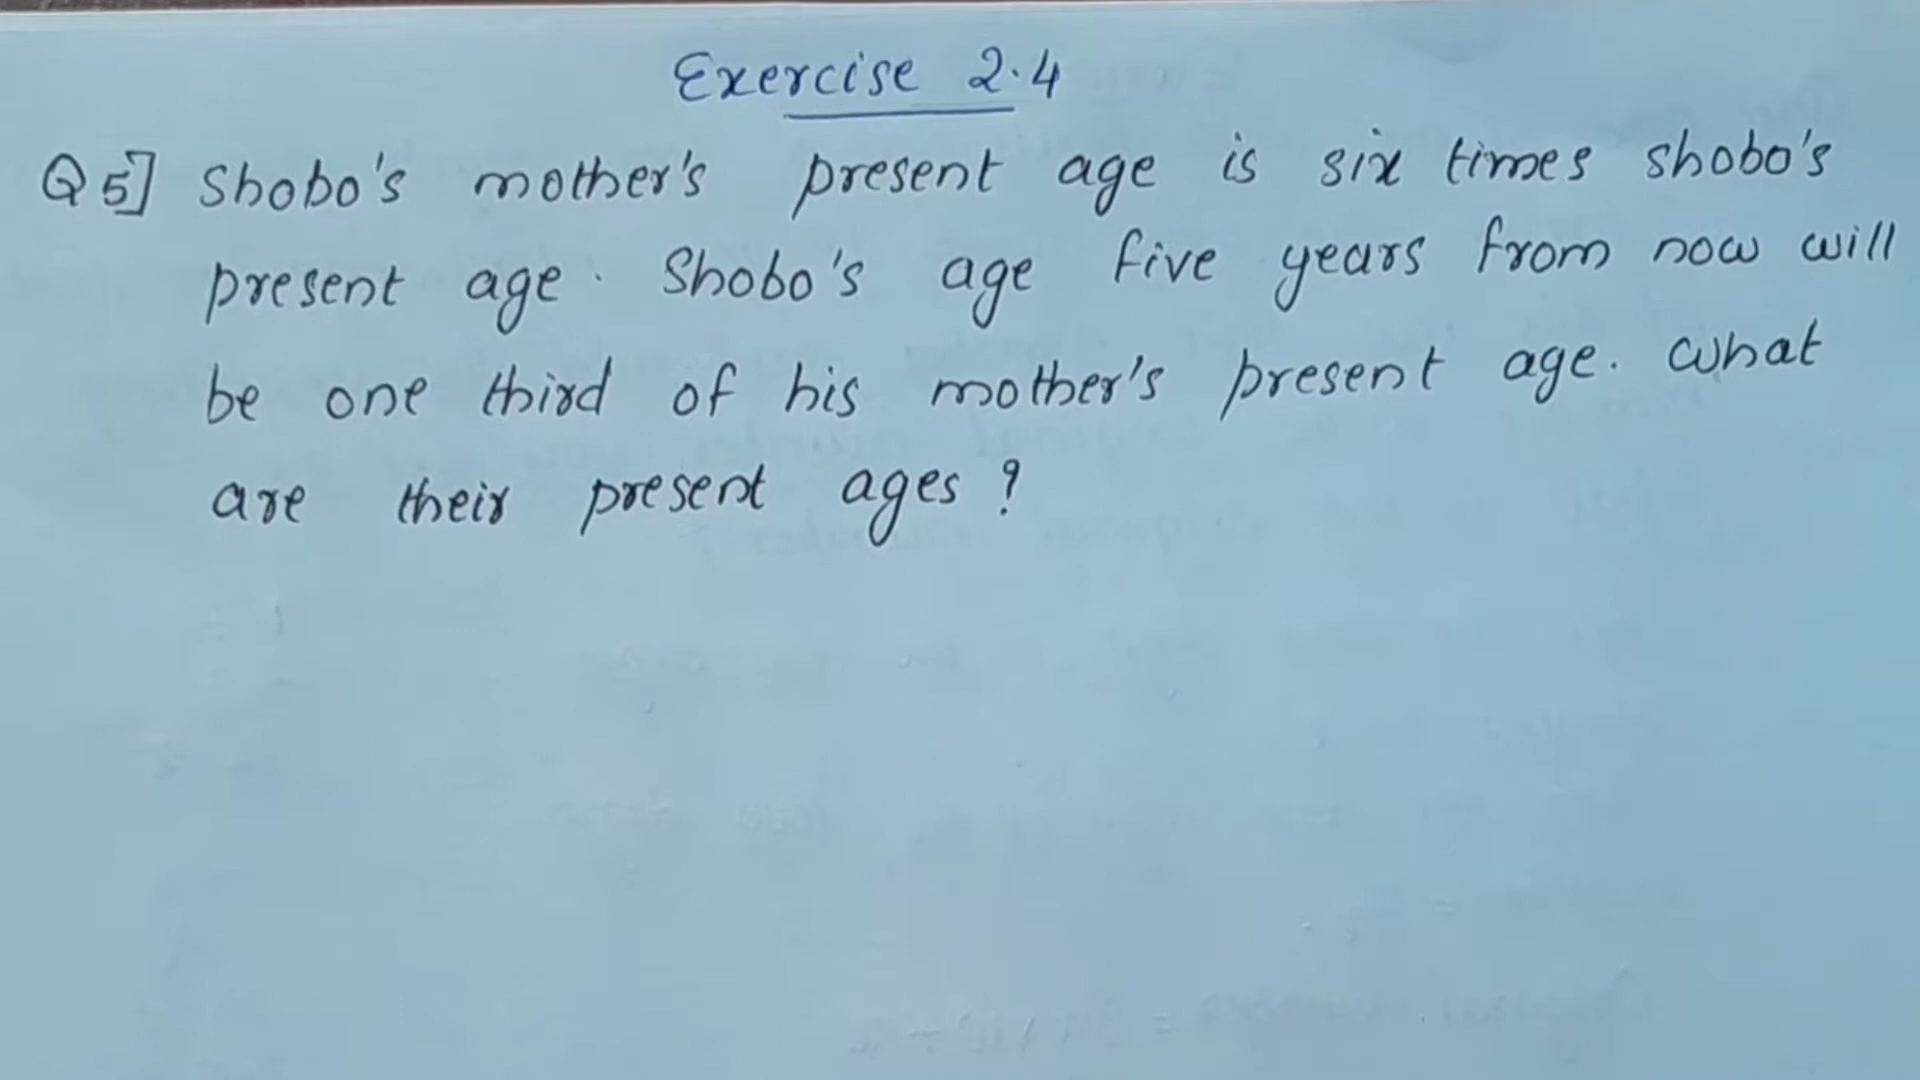 Exercise 2.4
Q5] Shobo's mother's present age is six times shobo's
present age. Shobo's age five years from now will
be one third of his mother's present age. What
are their present ages?